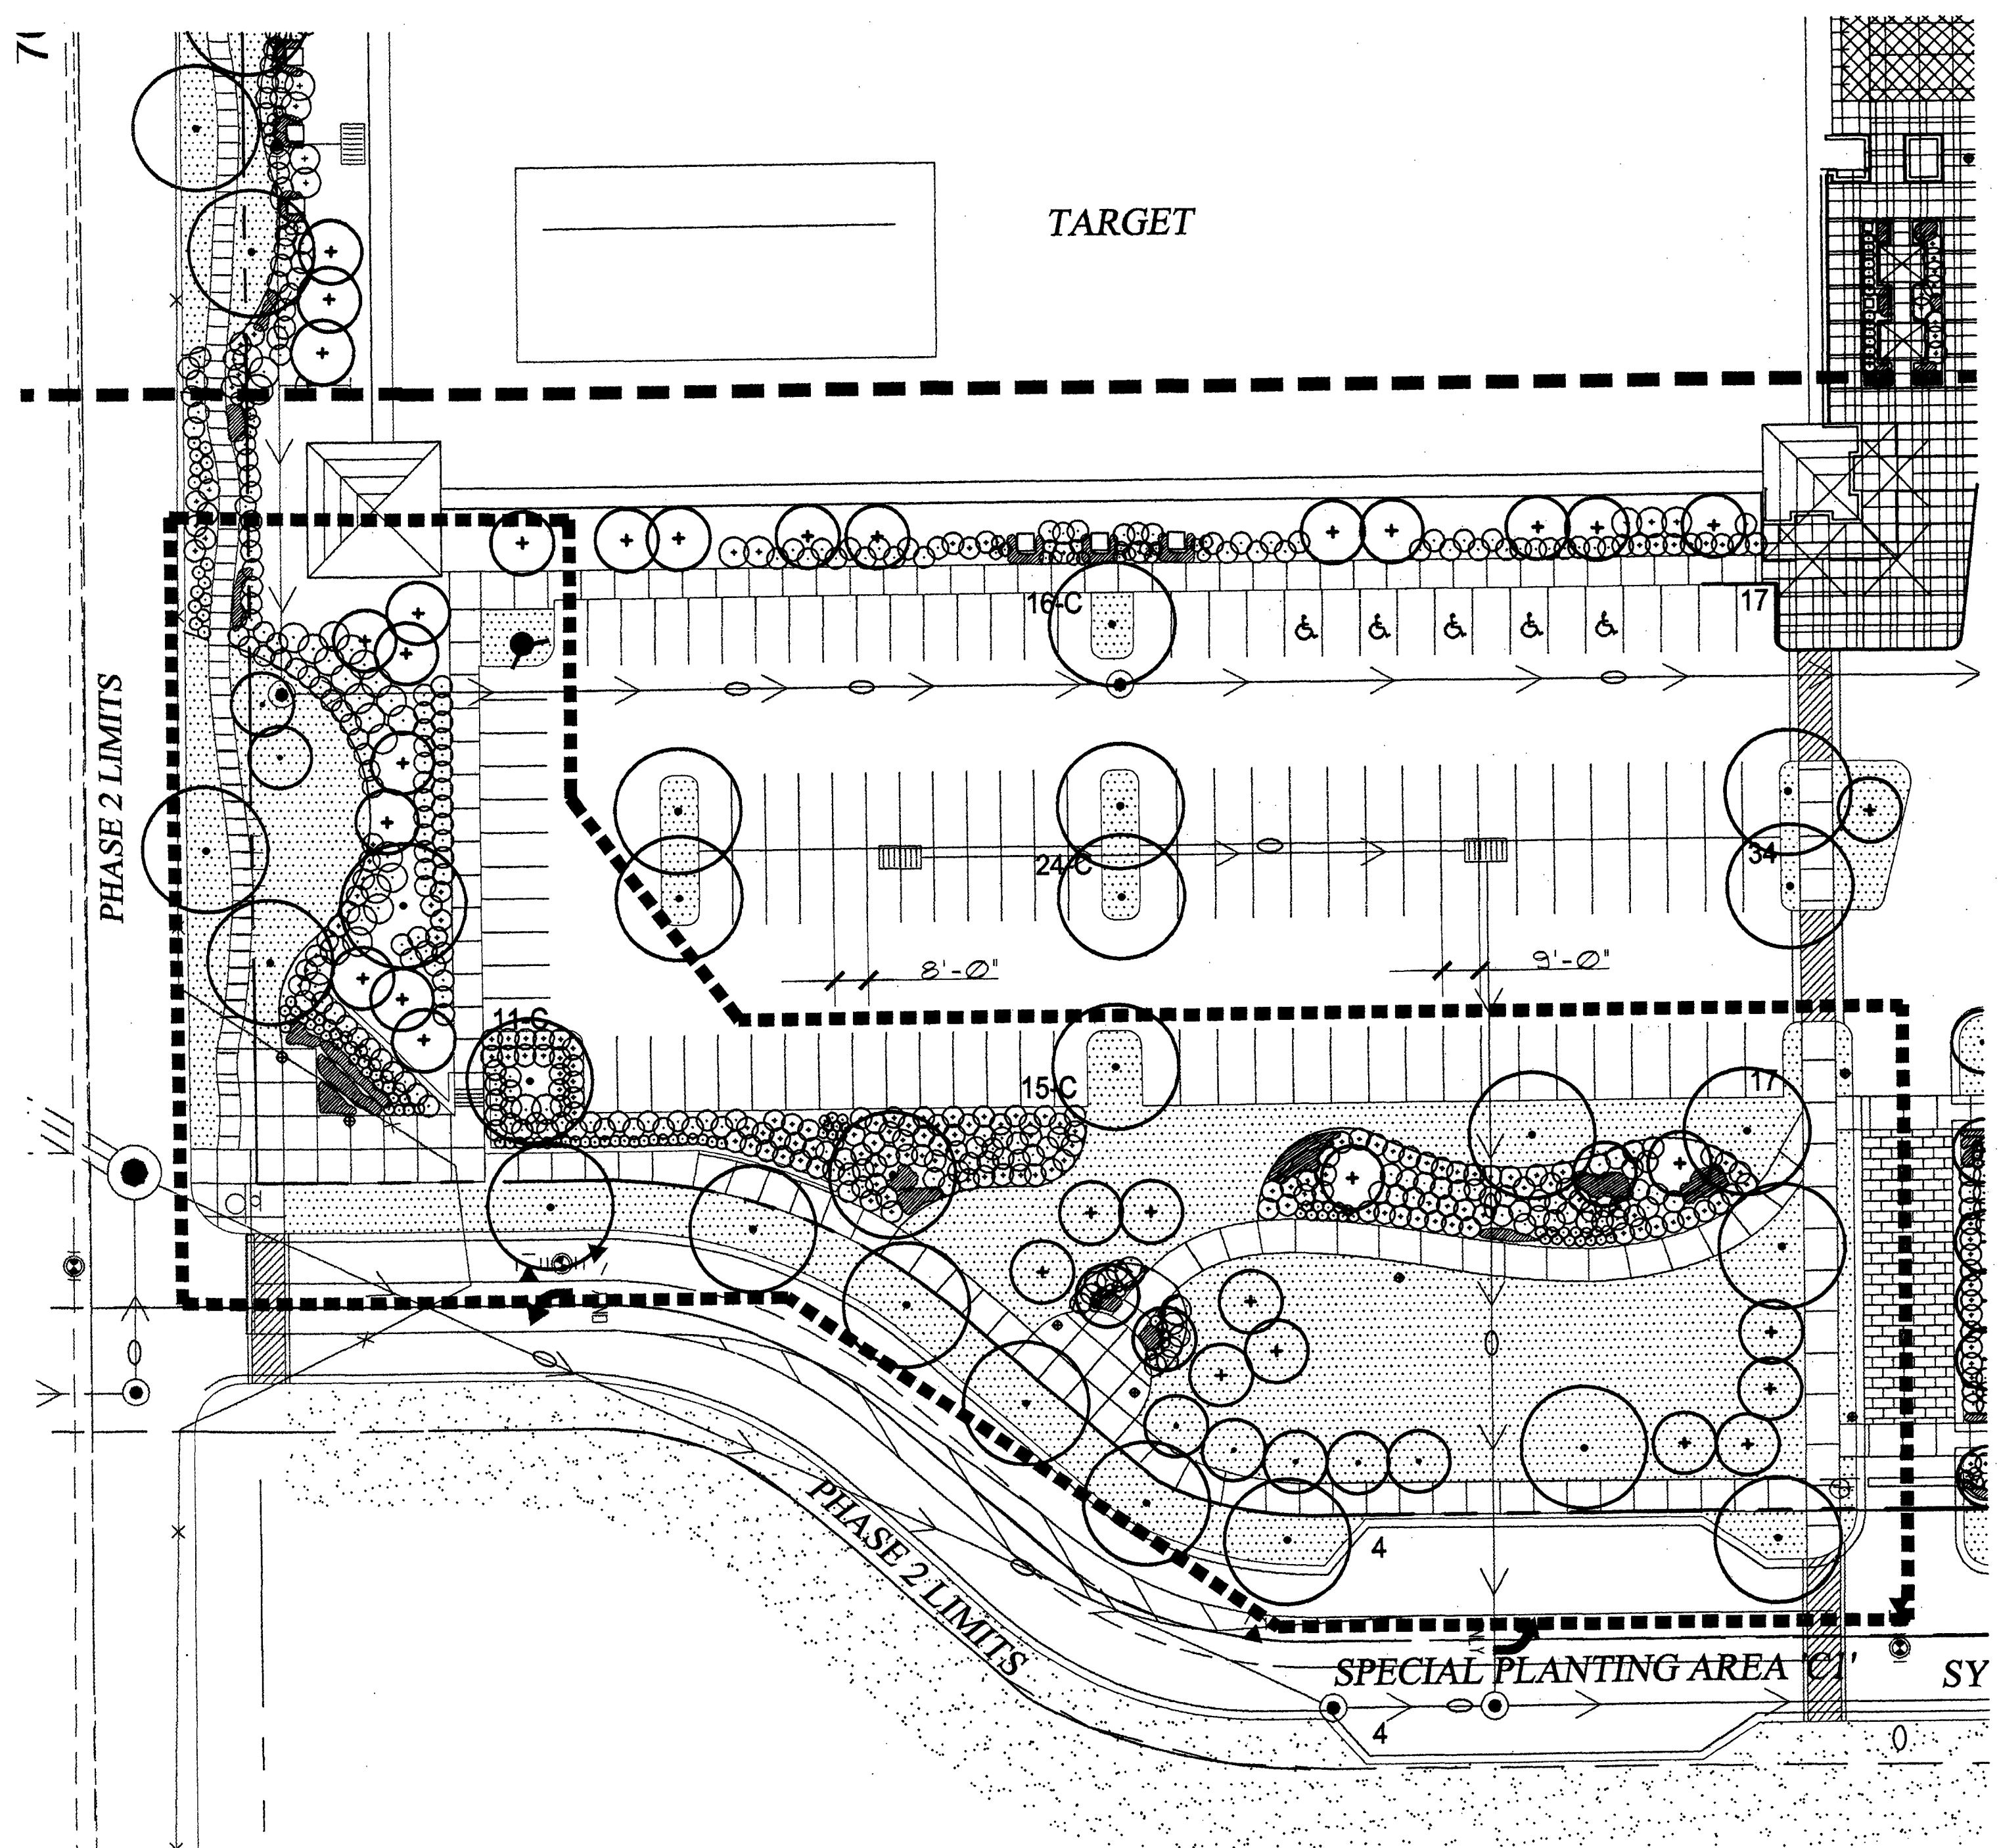 TARGET
16-C
17
PHASE 2 LIMITS
24-C
34
8'-0"
9'-0"
11-C
15-C
17
4
PHASE 2 LIMITS
SPECIAL PLANTING AREA 'C1'
SY
4